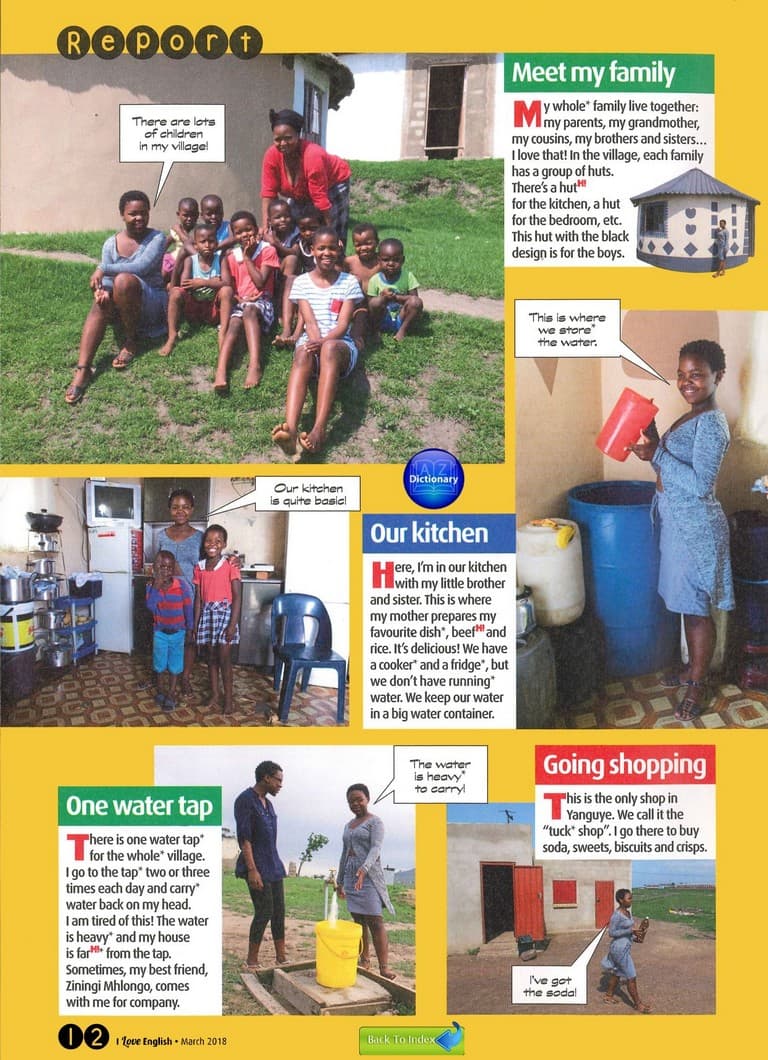 Report
There are lots
of children
in my village!
Meet my family
My whole* family live together:
my parents, my grandmother,
my cousins, my brothers and sisters...
I love that! In the village, each family
has a group of huts.
There's a hutH!
for the kitchen, a hut
for the bedroom, etc.
This hut with the black
design is for the boys.
This is where
we store*
the water.
AZ
Dictionary
Our kitchen
is quite basic!
Our kitchen
Here, I'm in our kitchen
with my little brother
and sister. This is where
my mother prepares my
favourite dish*, beefH! and
rice. It's delicious! We have
a cooker* and a fridge*, but
we don't have running*
water. We keep our water
in a big water container.
The water
is heavy*
to carry!
One water tap
There is one water tap*
for the whole* village.
I go to the tap* two or three
times each day and carry*
water back on my head.
I am tired of this! The water
is heavy* and my house
is farH!* from the tap.
Sometimes, my best friend,
Ziningi Mhlongo, comes
with me for company.
Going shopping
This is the only shop in
Yanguye. We call it the
“tuck* shop”. I go there to buy
soda, sweets, biscuits and crisps.
I've got
the soda!
12 I Love English • March 2018
Back To Index